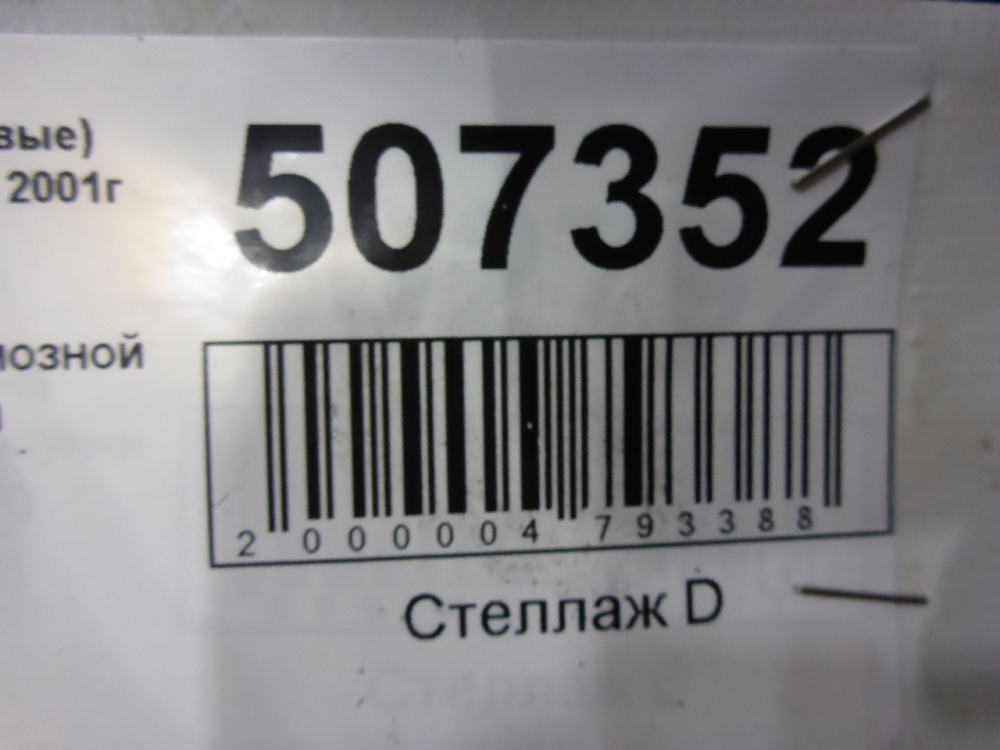 вые)
507352
2001г
мозной
2 000004 793388
Стеллаж D